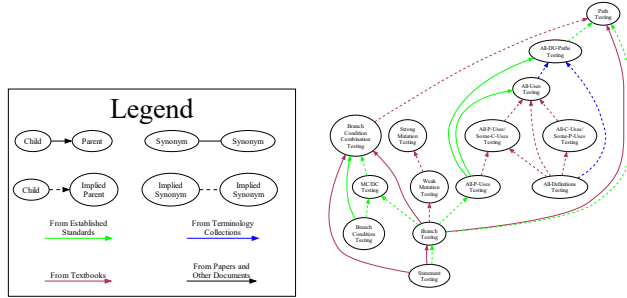 Legend
Child
Parent
Synonym
Synonym
Child
Implied
Parent
Implied
Synonym
Implied
Synonym
From Established
Standards
From Terminology
Collections
From Textbooks
From Papers and
Other Documents
Path
Testing
All-DU-Paths
Testing
All-Uses
Testing
Branch
Condition
Combination
Testing
Strong
Mutation
Testing
All-P-Uses/
Some-C-Uses
Testing
All-C-Uses/
Some-P-Uses
Testing
MC/DC
Testing
Weak
Mutation
Testing
All-P-Uses
Testing
All-Definitions
Testing
Branch
Condition
Testing
Branch
Testing
Statement
Testing